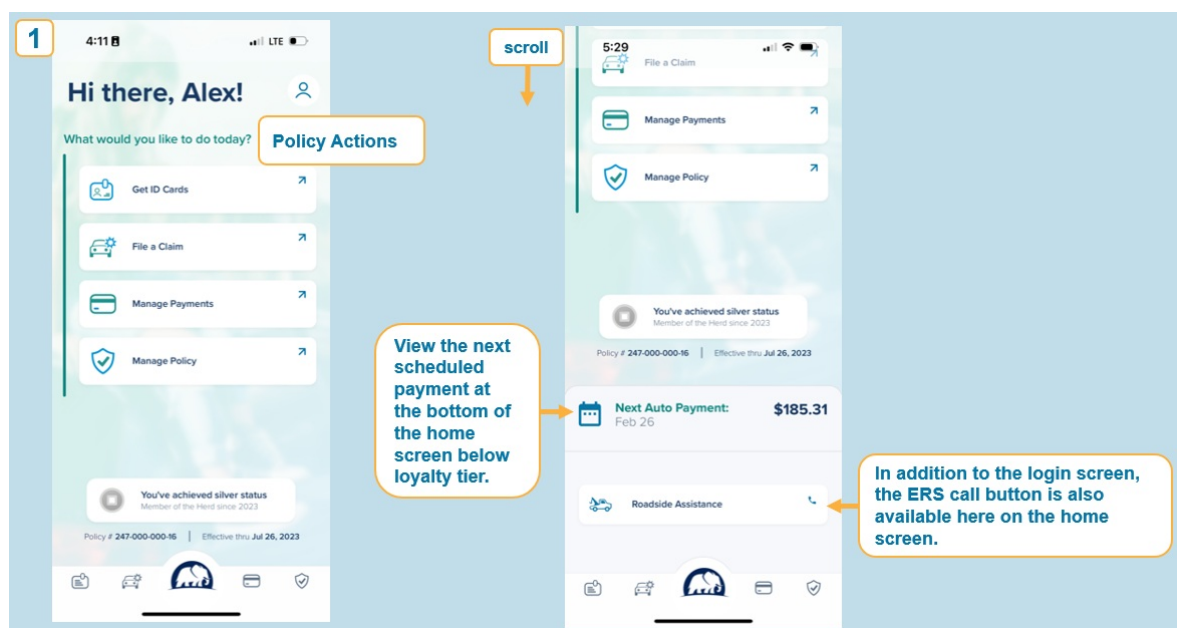 1
4:11
LTE
Hi there, Alex!
What would you like to do today?
Policy Actions
Get ID Cards
File a Claim
Manage Payments
Manage Policy
You've achieved silver status
Member of the Herd since 2023
Policy # 247-000-000-16 | Effective thru Jul 26, 2023
scroll
5:29
File a Claim
Manage Payments
Manage Policy
You've achieved silver status
Member of the Herd since 2023
Policy # 247-000-000-16 | Effective thru Jul 26, 2023
View the next
scheduled
payment at
the bottom of
the home
screen below
loyalty tier.
Next Auto Payment: $185.31
Feb 26
Roadside Assistance
In addition to the login screen,
the ERS call button is also
available here on the home
screen.